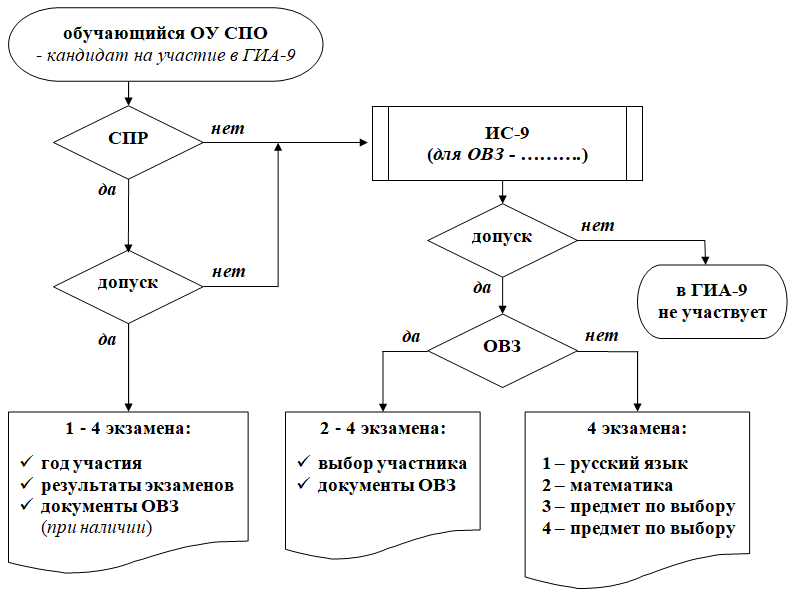 обучающийся ОУ СПО
- кандидат на участие в ГИА-9
СПР
нет
да
допуск
нет
да
ИС-9
(для ОВЗ - ……….)
допуск
нет
да
в ГИА-9
не участвует
ОВЗ
да
нет
1 - 4 экзамена:
✓ год участия
✓ результаты экзаменов
✓ документы ОВЗ
(при наличии)
2 - 4 экзамена:
✓ выбор участника
✓ документы ОВЗ
4 экзамена:
1 – русский язык
2 – математика
3 – предмет по выбору
4 – предмет по выбору